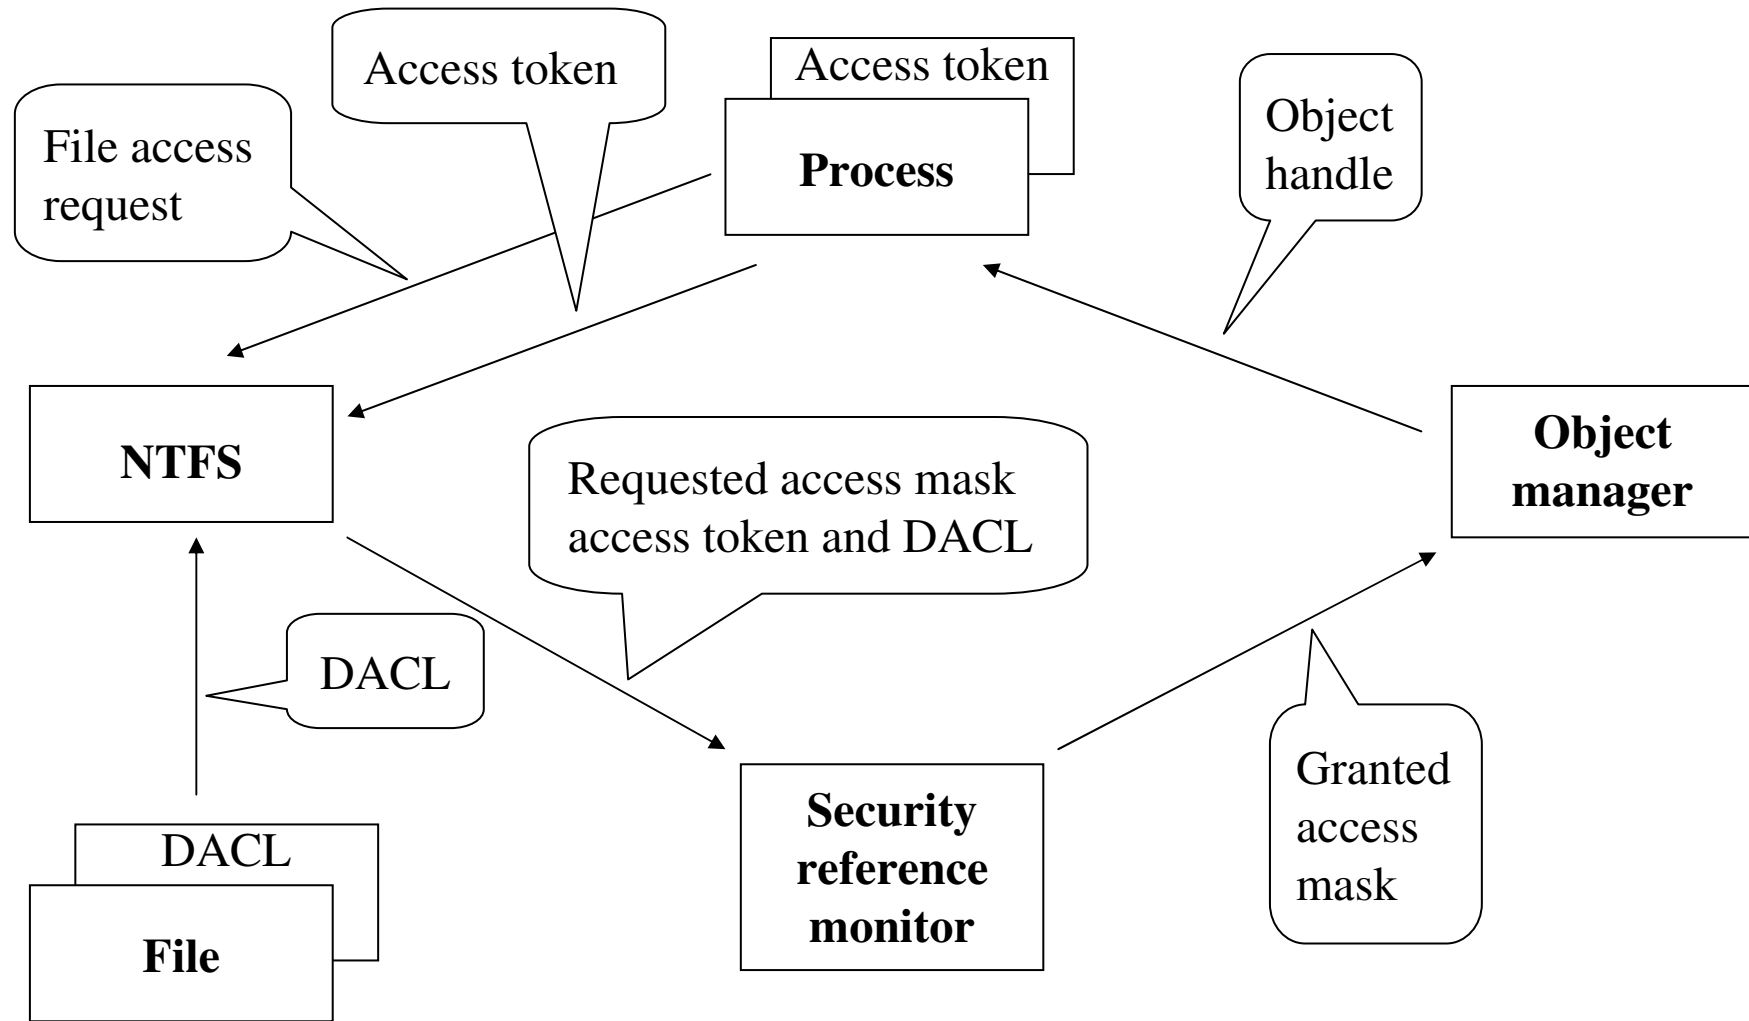 Access token
Access token
File access
request
Process
Object
handle
NTFS
Requested access mask
access token and DACL
Object
manager
DACL
DACL
File
Security
reference
monitor
Granted
access
mask